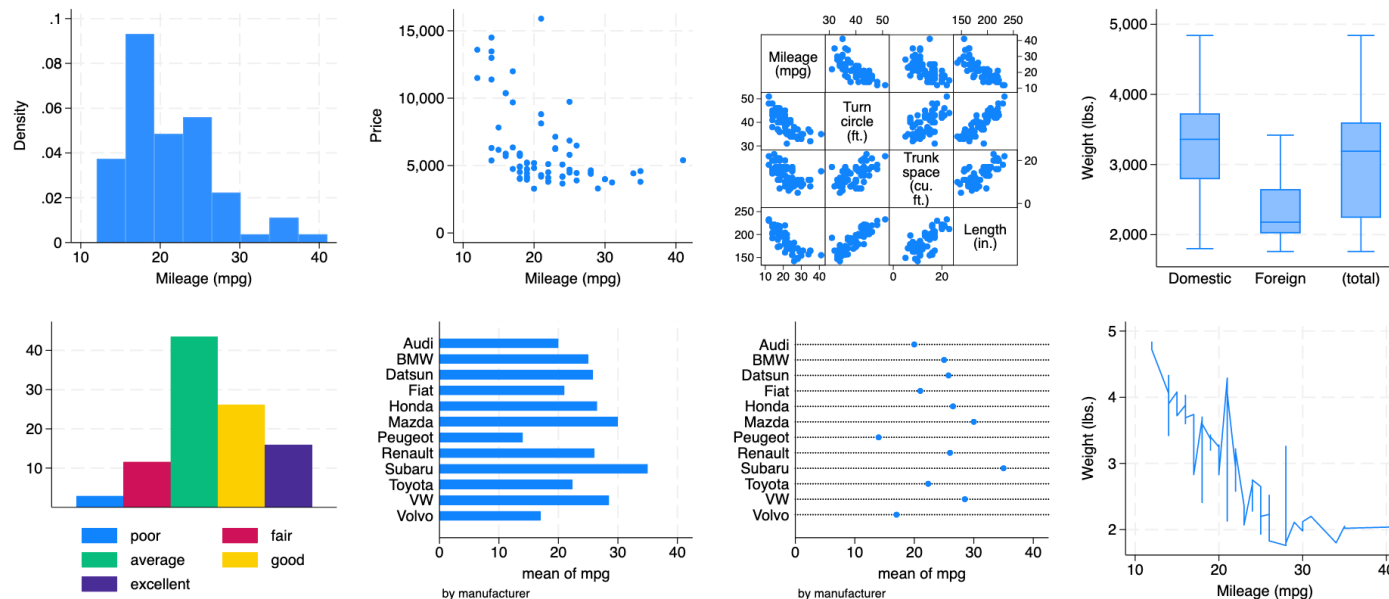 .1
.08
.06
.04
.02
0
Density
10 20 30 40
Mileage (mpg)
15,000
10,000
5,000
0
Price
10 20 30 40
Mileage (mpg)
30 40 50
150 200 250
Mileage
(mpg)
40
30
20
10
50
40
30
Turn
circle
(ft.)
Trunk
space
(cu.
ft.)
20
0
250
200
150
Length
(in.)
10 20 30 40
0 20
5,000
4,000
3,000
2,000
Weight (lbs.)
Domestic Foreign (total)
40
30
20
10
poor fair
average good
excellent
Audi
BMW
Datsun
Fiat
Honda
Mazda
Peugeot
Renault
Subaru
Toyota
VW
Volvo
0 10 20 30 40
mean of mpg
by manufacturer
Audi
BMW
Datsun
Fiat
Honda
Mazda
Peugeot
Renault
Subaru
Toyota
VW
Volvo
0 10 20 30 40
mean of mpg
by manufacturer
5
4
3
2
Weight (lbs.)
10 20 30 40
Mileage (mpg)